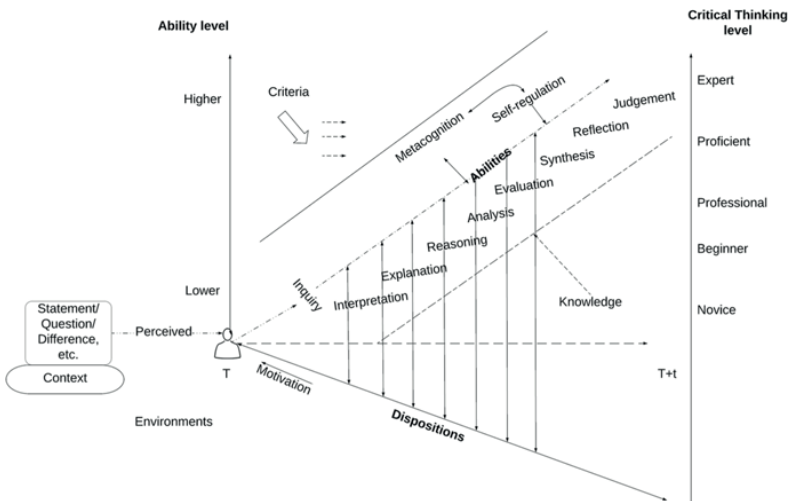 Ability level
Critical Thinking
level
Higher
Criteria
Expert
Self-regulation
Judgement
Metacognition
Reflection
Proficient
Abilities
Synthesis
Evaluation
Professional
Analysis
Reasoning
Beginner
Explanation
Lower
Inquiry
Interpretation
Knowledge
Novice
Statement/
Question/
Difference,
etc.
Perceived
Context
T
Motivation
T+t
Environments
Dispositions